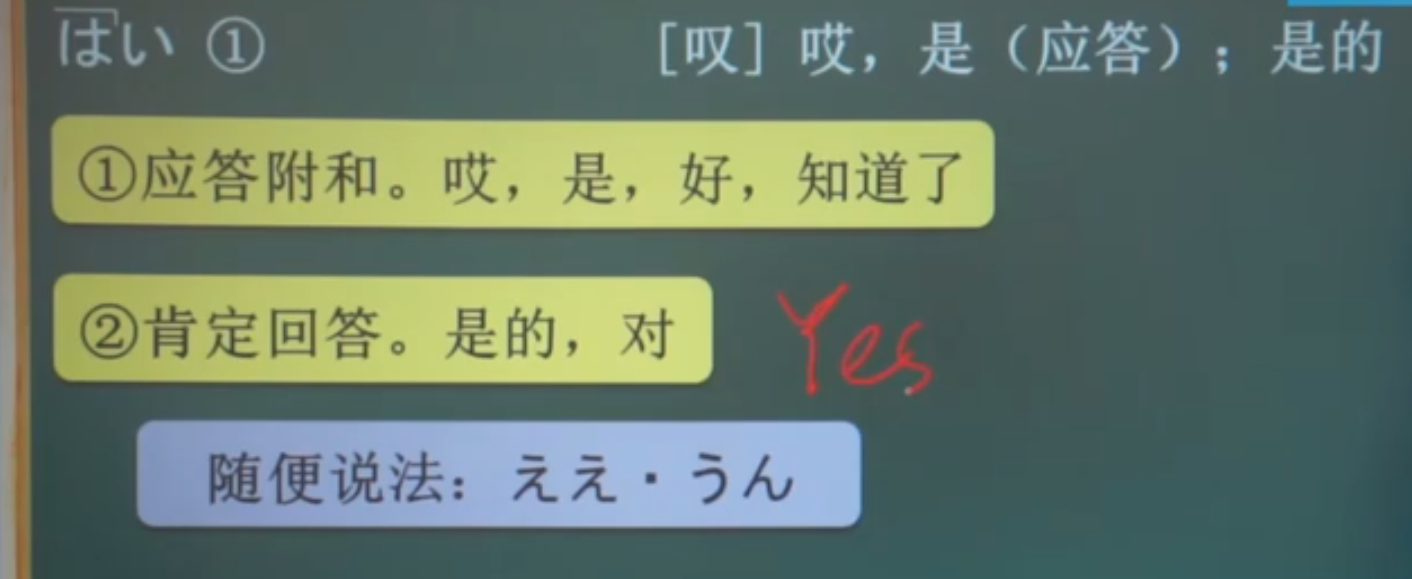 はい ① [叹] 哎，是（应答）；是的
①应答附和。哎，是，好，知道了
②肯定回答。是的，对 Yes
随便说法：ええ・うん